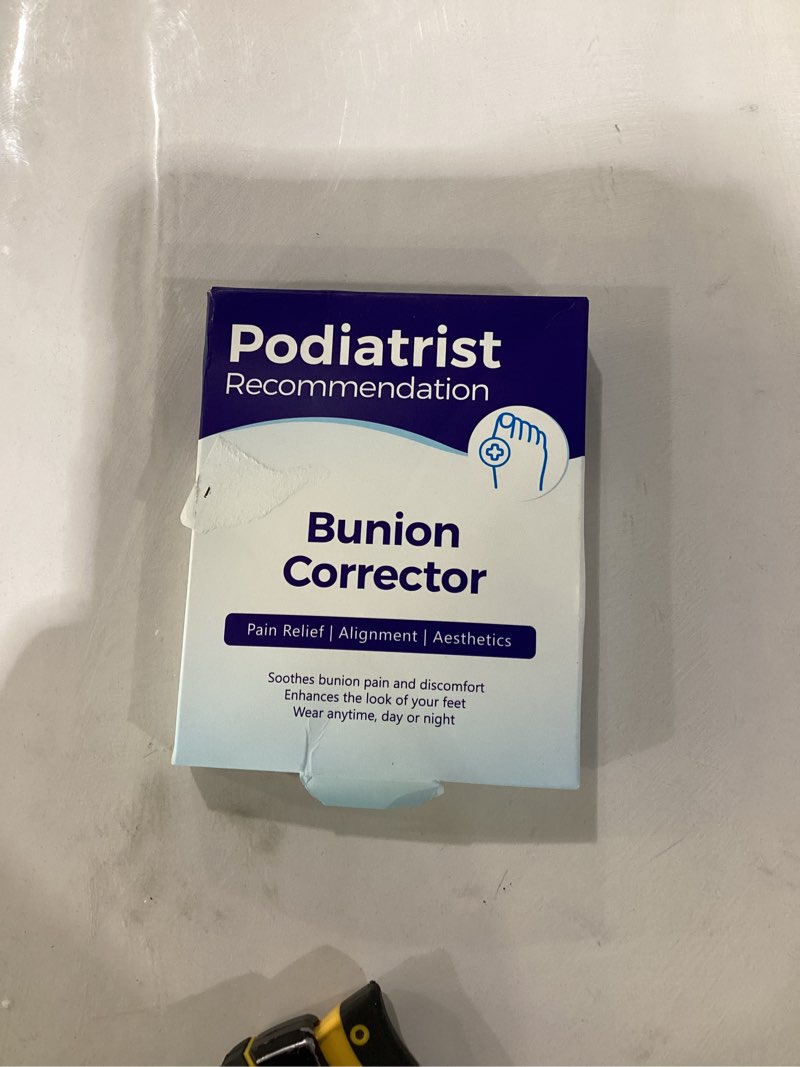 Podiatrist
Recommendation
Bunion
Corrector
Pain Relief | Alignment | Aesthetics
Soothes bunion pain and discomfort
Enhances the look of your feet
Wear anytime, day or night